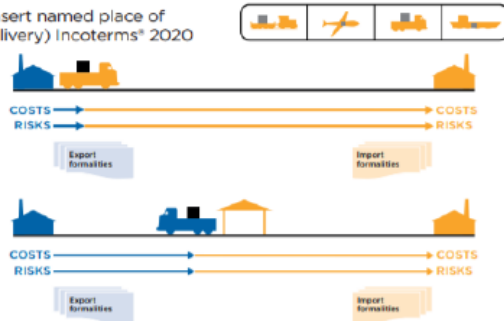 sert named place of
livery) Incoterms® 2020
COSTS COSTS
RISKS RISKS
Export
formalities
Import
formalities
COSTS COSTS
RISKS RISKS
Export
formalities
Import
formalities